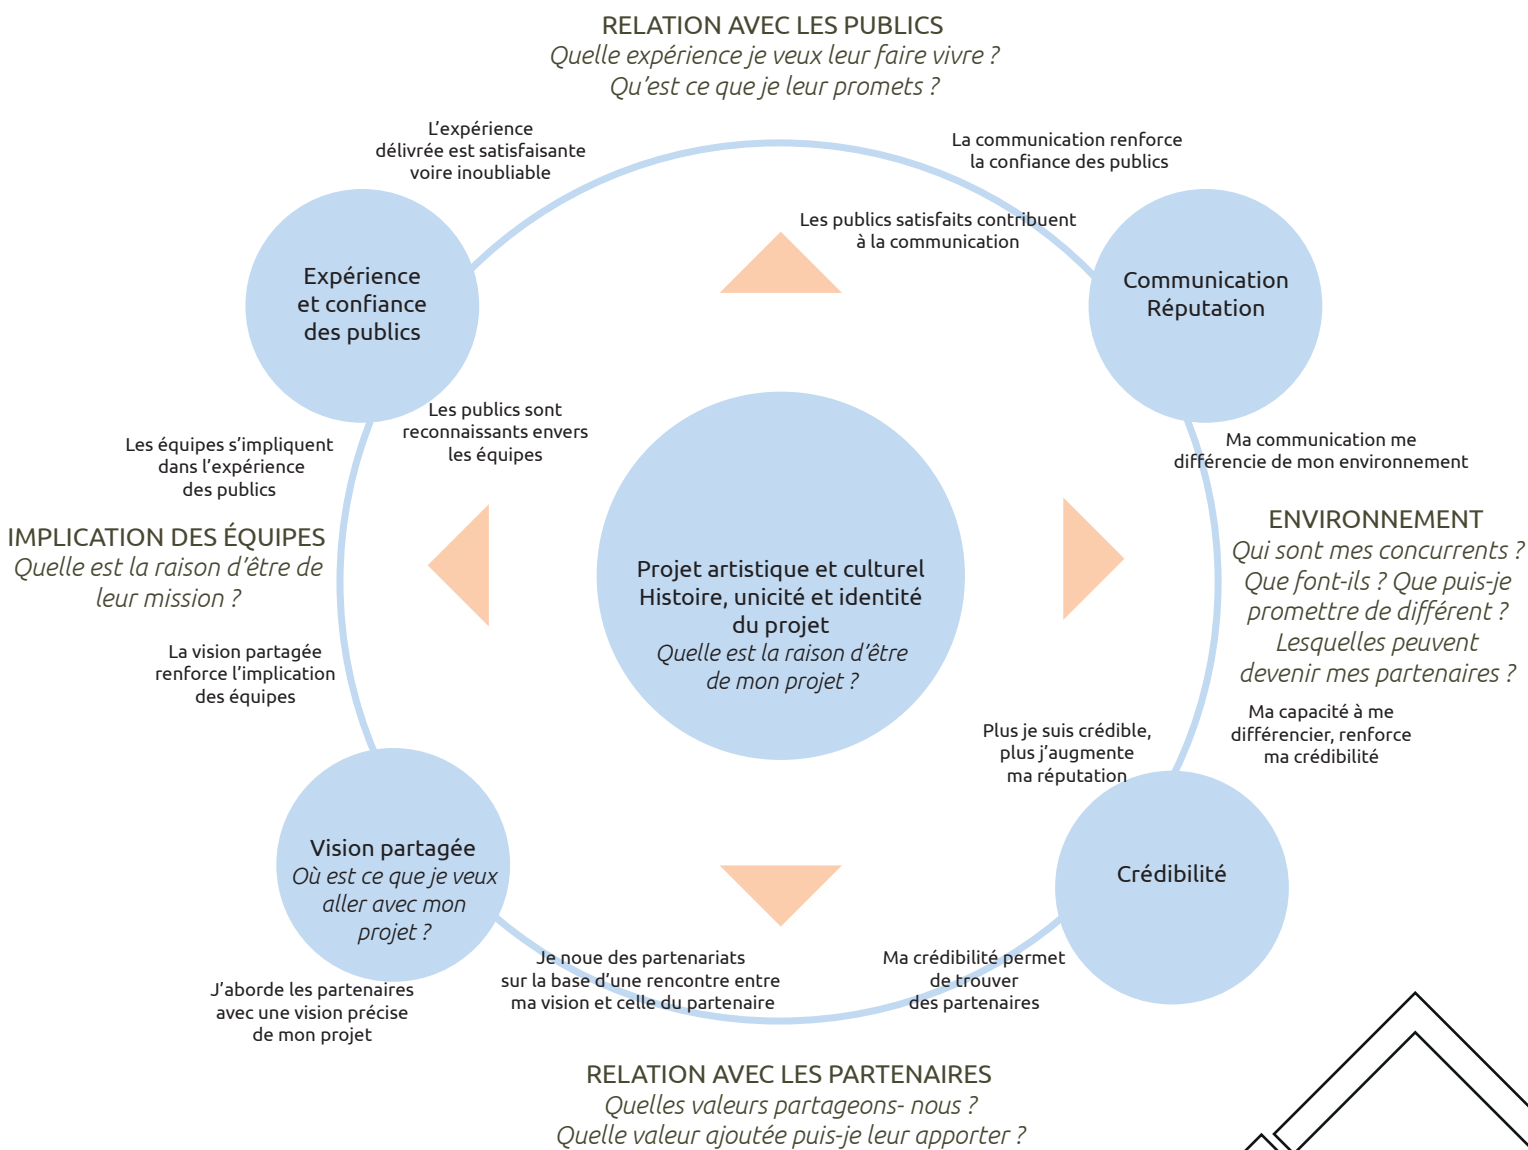 RELATION AVEC LES PUBLICS
Quelle expérience je veux leur faire vivre ?
Qu’est ce que je leur promets ?
L’expérience
délivrée est satisfaisante
voire inoubliable
La communication renforce
la confiance des publics
Les publics satisfaits contribuent
à la communication
Expérience
et confiance
des publics
Communication
Réputation
Les publics sont
reconnaissants envers
les équipes
Les équipes s’impliquent
dans l’expérience
des publics
Ma communication me
différencie de mon environnement
IMPLICATION DES ÉQUIPES
Quelle est la raison d’être de
leur mission ?
ENVIRONNEMENT
Qui sont mes concurrents ?
Que font-ils ? Que puis-je
promettre de différent ?
Lesquelles peuvent
devenir mes partenaires ?
Projet artistique et culturel
Histoire, unicité et identité
du projet
Quelle est la raison d’être
de mon projet ?
La vision partagée
renforce l’implication
des équipes
Plus je suis crédible,
plus j’augmente
ma réputation
Ma capacité à me
différencier, renforce
ma crédibilité
Vision partagée
Où est ce que je veux
aller avec mon
projet ?
Crédibilité
J’aborde les partenaires
avec une vision précise
de mon projet
Je noue des partenariats
sur la base d’une rencontre entre
ma vision et celle du partenaire
Ma crédibilité permet
de trouver
des partenaires
RELATION AVEC LES PARTENAIRES
Quelles valeurs partageons- nous ?
Quelle valeur ajoutée puis-je leur apporter ?